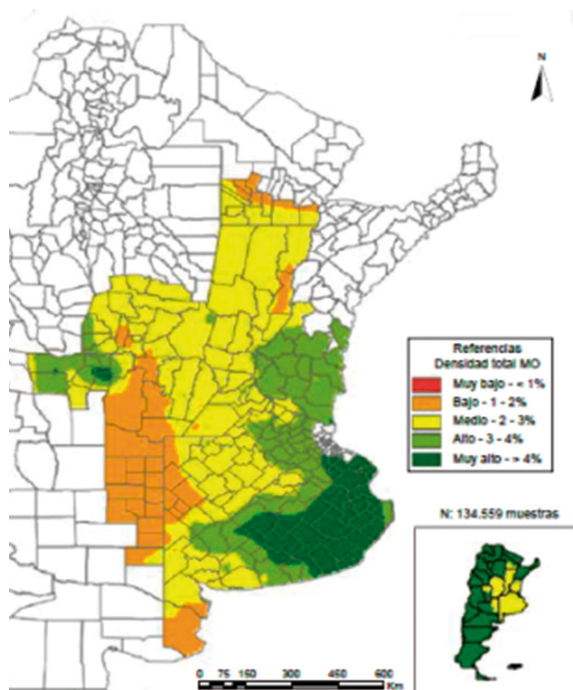 N
Referencias
Densidad total MO
Muy bajo - < 1%
Bajo - 1 - 2%
Medio - 2 - 3%
Alto - 3 - 4%
Muy alto - > 4%
N: 134.559 muestras
0 75 150 300 450 600
Km